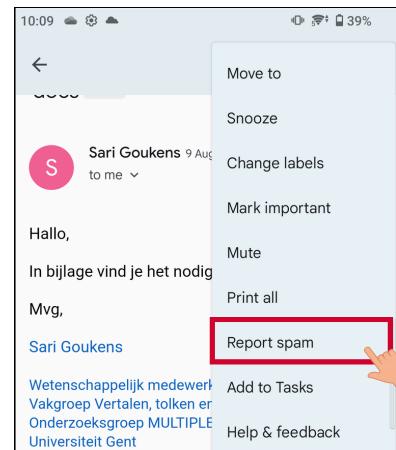 10:09
39%
Move to
Snooze
Change labels
Mark important
Mute
Print all
Report spam
Add to Tasks
Help & feedback
S
Sari Goukens 9 Aug
to me
Hallo,
In bijlage vind je het nodig
Mvg,
Sari Goukens
Wetenschappelijk medewerk
Vakgroep Vertalen, tolken en
Onderzoeksgroep MULTIPLE
Universiteit Gent